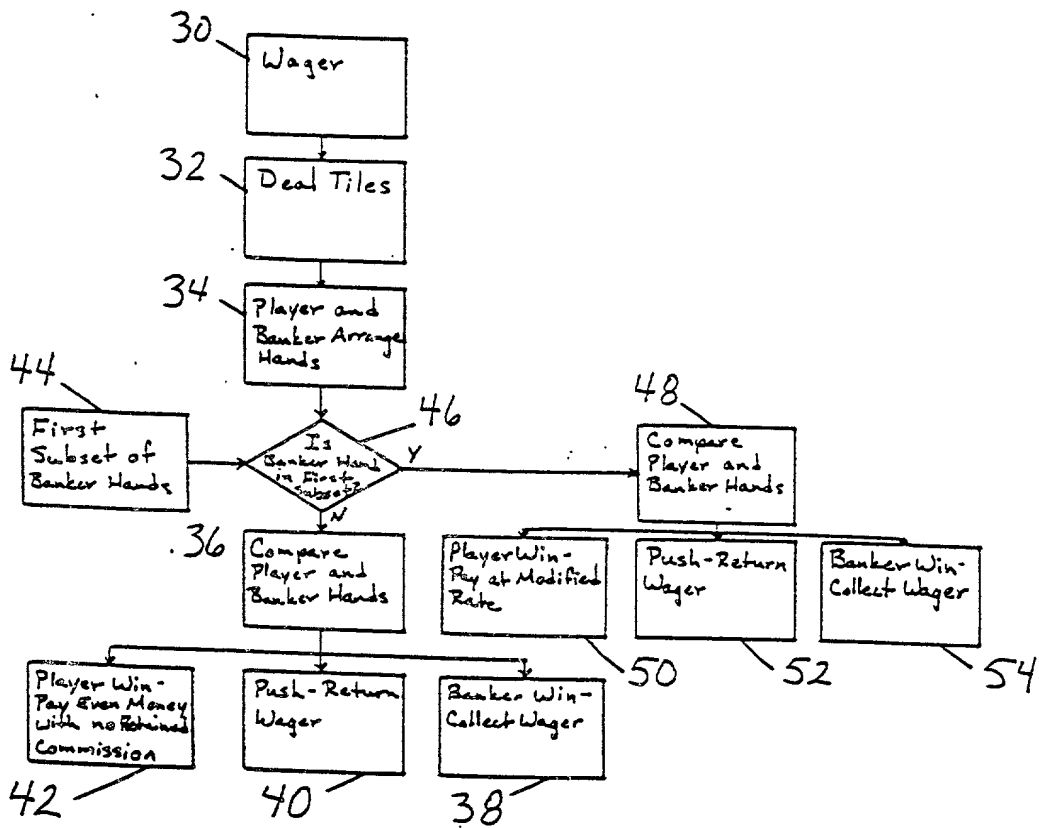 30
Wager
32
Deal Tiles
34
Player and
Banker Arrange
Hands
44
First
Subset of
Banker Hands
46
Is
Banker Hand
in First
Subset?
Y
N
48
Compare
Player and
Banker Hands
36
Compare
Player and
Banker Hands
Player Win-
Pay at Modified
Rate
Push-Return
Wager
Banker Win-
Collect Wager
50
52
54
Player Win-
Pay Even Money
with no Retained
Commission
Push-Return
Wager
Banker Win-
Collect Wager
42
40
38